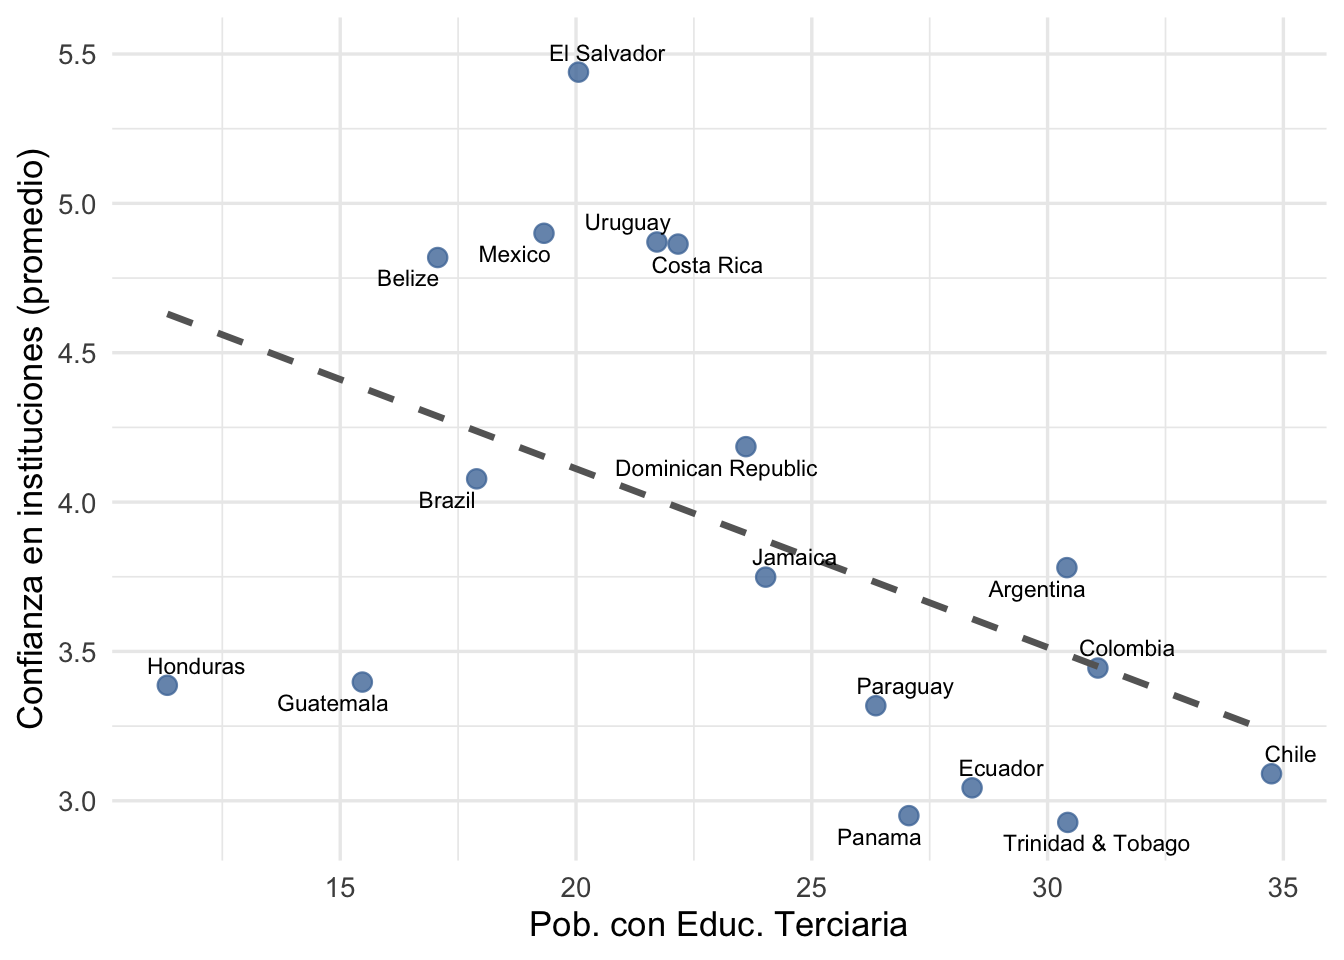 El Salvador
Uruguay
Mexico
Costa Rica
Belize
Dominican Republic
Brazil
Jamaica
Argentina
Colombia
Honduras
Paraguay
Guatemala
Chile
Ecuador
Panama
Trinidad & Tobago
5.5
5.0
4.5
4.0
3.5
3.0
15
20
25
30
35
Pob. con Educ. Terciaria
Confianza en instituciones (promedio)